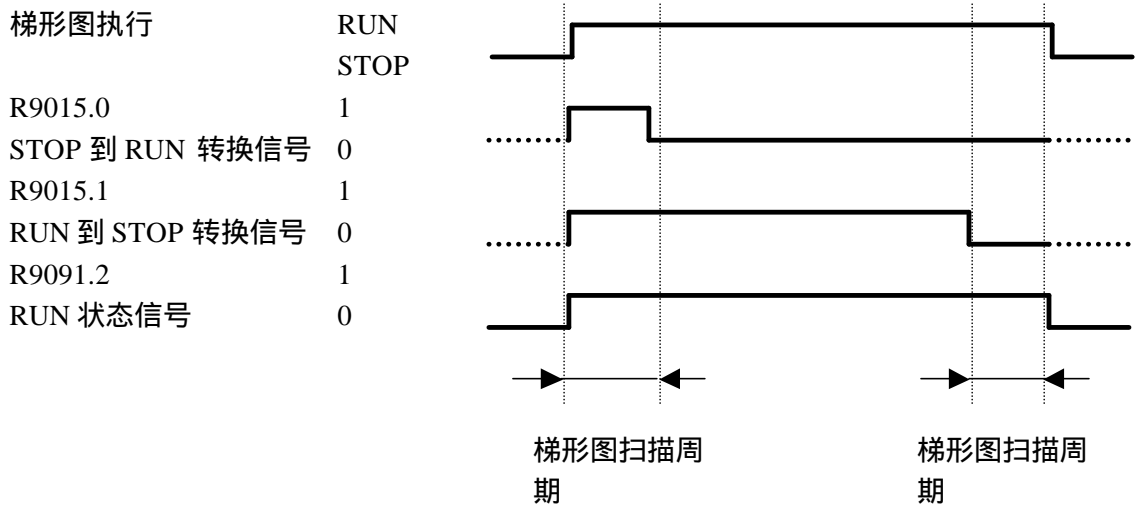 梯形图执行 RUN
STOP
R9015.0 1
STOP 到 RUN 转换信号 0
R9015.1 1
RUN 到 STOP 转换信号 0
R9091.2 1
RUN 状态信号 0
梯形图扫描周 梯形图扫描周
期 期